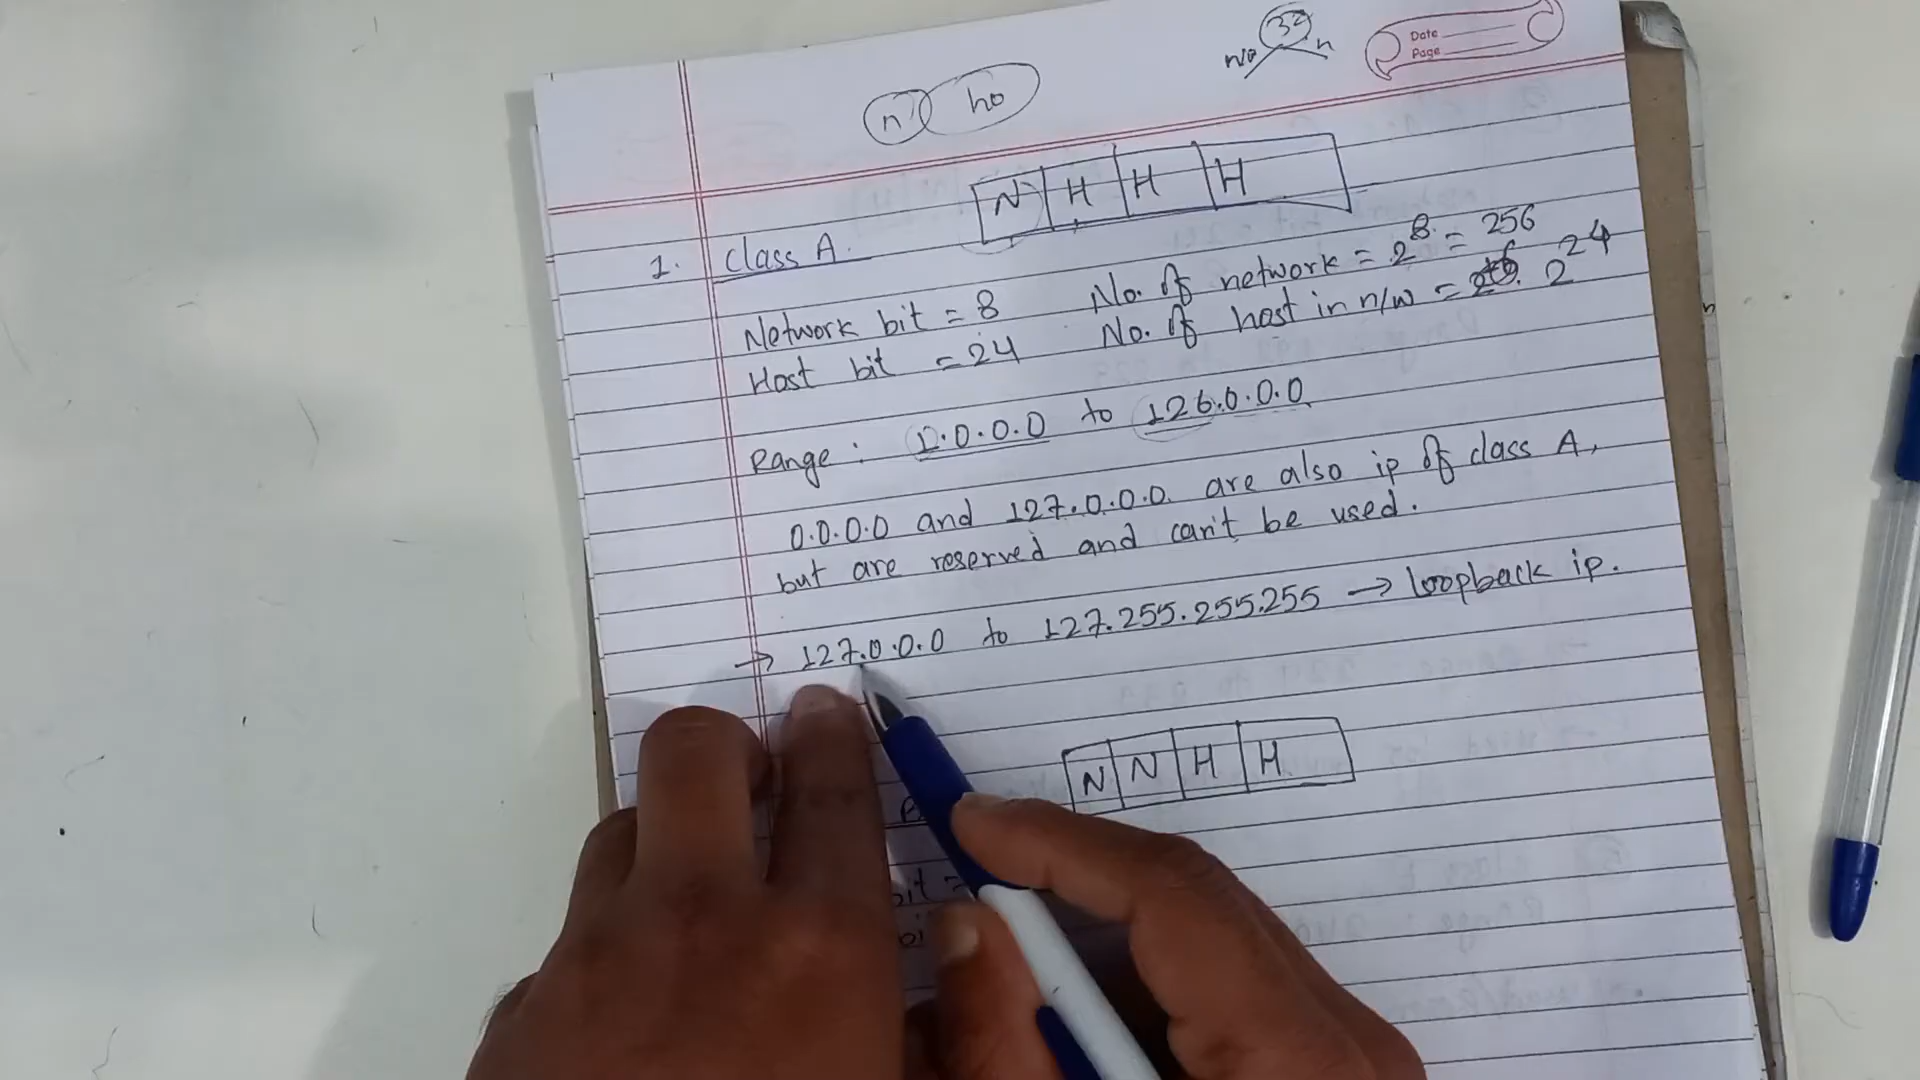 32
Date
Page
n ho
N H H H
1. Class A.
Network bit = 8 No. of network = 2^8 = 256
Host bit = 24 No. of host in n/w = 2^24
Range : 1.0.0.0 to 126.0.0.0
0.0.0.0 and 127.0.0.0. are also ip of class A,
but are reserved and can't be used.
→ 127.0.0.0 to 127.255.255.255 → loopback ip.
N N H H
bit =
bi